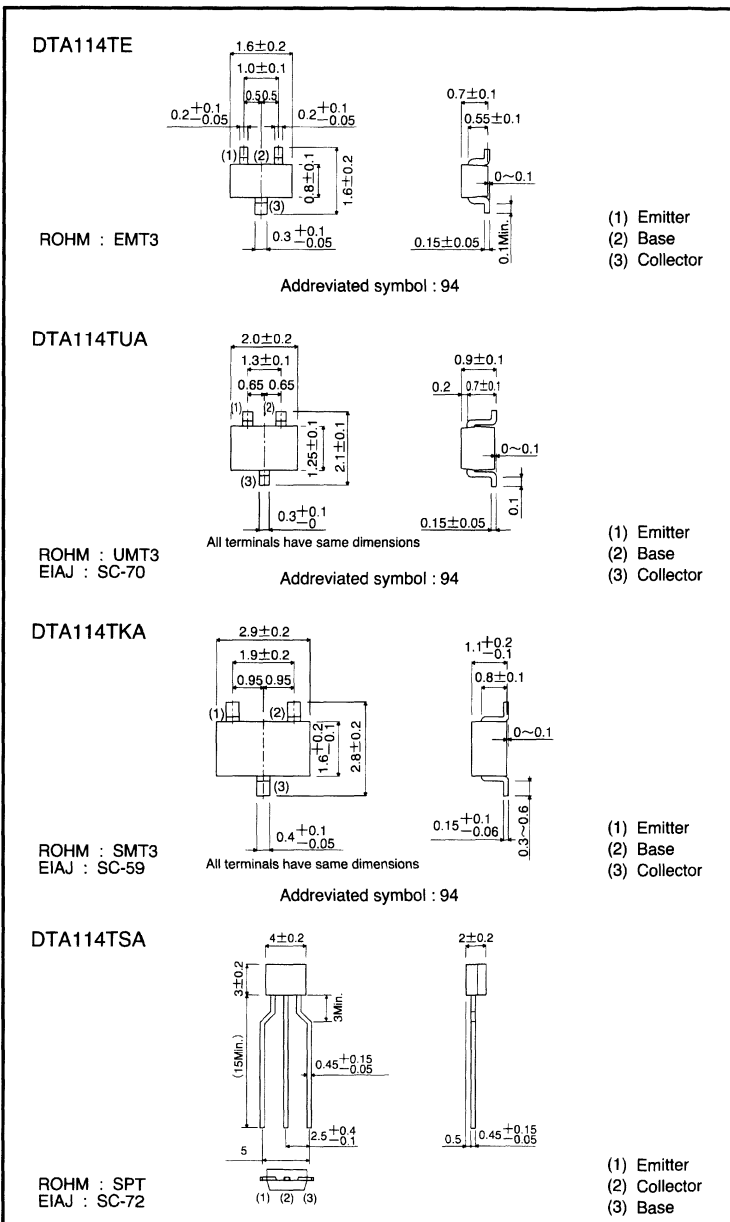 DTA114TE
1.6±0.2
1.0±0.1
0.5 0.5
0.2 +0.1 −0.05
0.2 +0.1 −0.05
(1) (2)
(3)
0.8±0.1
1.6±0.2
0.3 +0.1 −0.05
0.7±0.1
0.55±0.1
0~0.1
0.15±0.05
0.1Min.
ROHM : EMT3
(1) Emitter
(2) Base
(3) Collector
Addreviated symbol : 94
DTA114TUA
2.0±0.2
1.3±0.1
0.65 0.65
(1) (2)
(3)
1.25±0.1
2.1±0.1
0.3 +0.1 −0
0.9±0.1
0.2 0.7±0.1
0~0.1
0.15±0.05
0.1
All terminals have same dimensions
ROHM : UMT3
EIAJ : SC-70
Addreviated symbol : 94
(1) Emitter
(2) Base
(3) Collector
DTA114TKA
2.9±0.2
1.9±0.2
0.95 0.95
(1) (2)
(3)
1.6 +0.2 −0.1
2.8±0.2
0.4 +0.1 −0.05
1.1 +0.2 −0.1
0.8±0.1
0~0.1
0.15 +0.1 −0.06
0.3~0.6
ROHM : SMT3
EIAJ : SC-59
All terminals have same dimensions
Addreviated symbol : 94
(1) Emitter
(2) Base
(3) Collector
DTA114TSA
4±0.2
3±0.2
3Min.
(15Min.)
0.45 +0.15 −0.05
2.5 +0.4 −0.1
5
(1) (2) (3)
2±0.2
0.5 0.45 +0.15 −0.05
ROHM : SPT
EIAJ : SC-72
(1) Emitter
(2) Collector
(3) Base